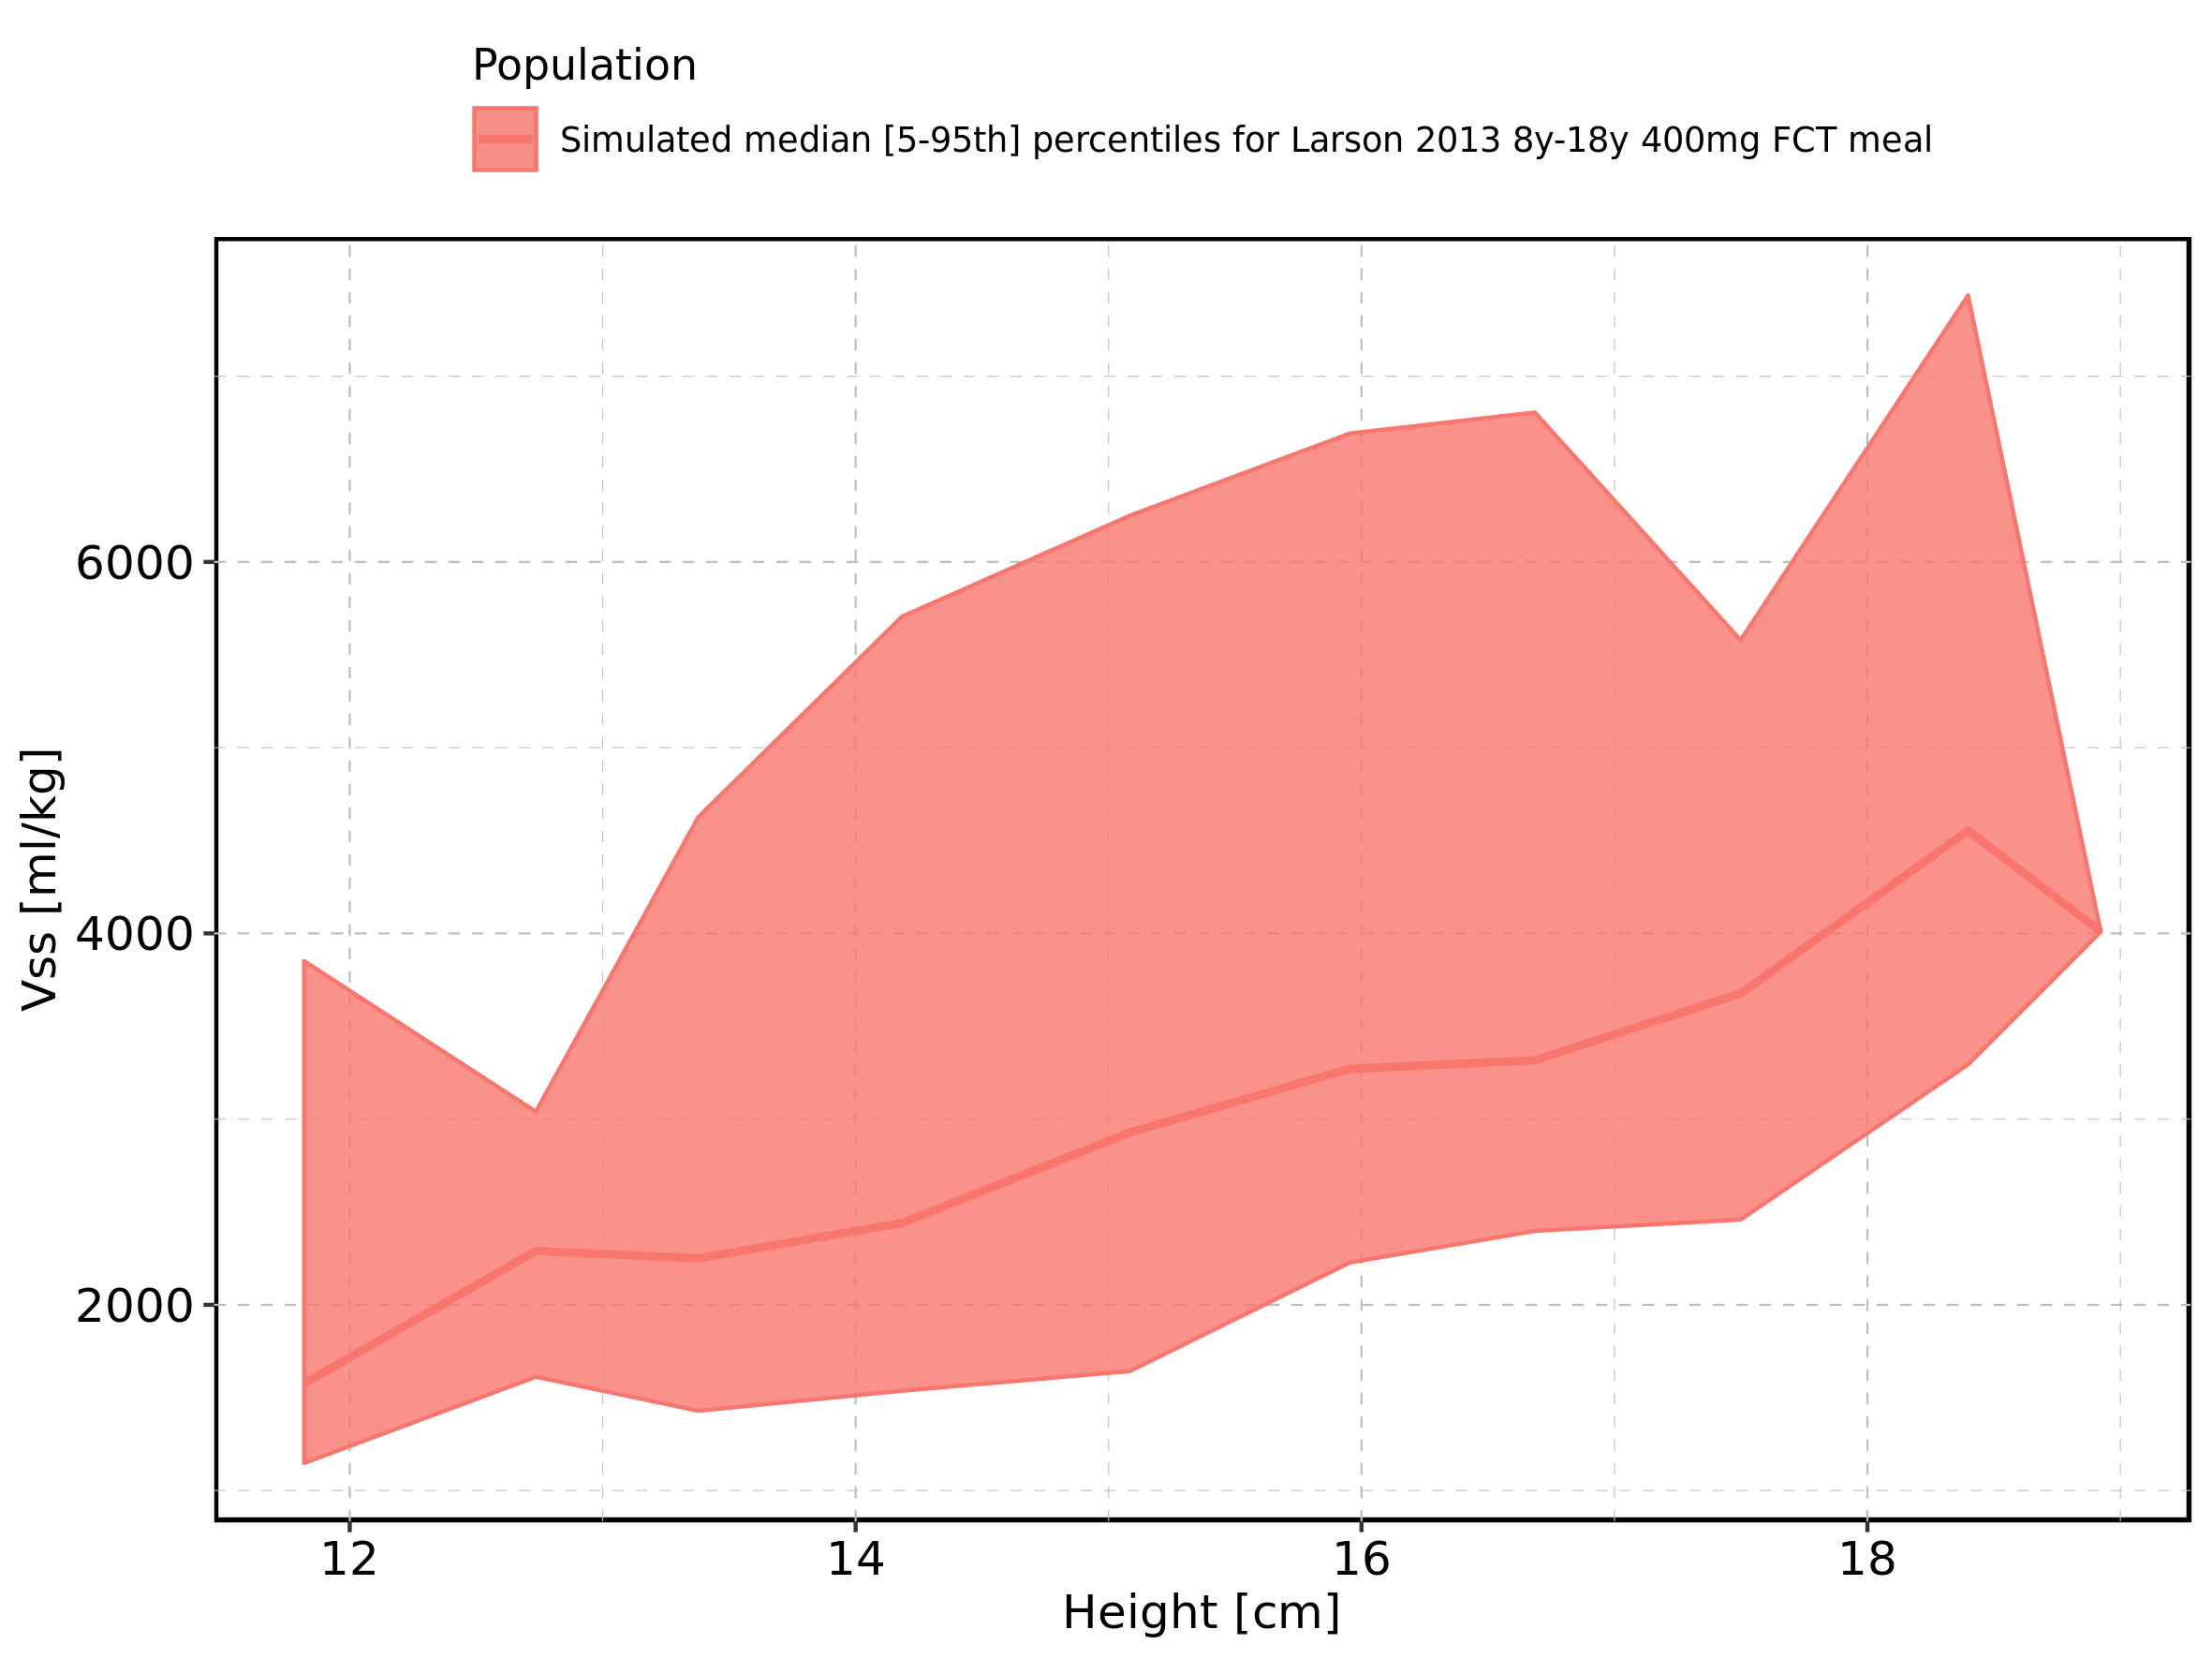 Population
Simulated median [5-95th] percentiles for Larson 2013 8y-18y 400mg FCT meal
Vss [ml/kg]
6000
4000
2000
12 14 16 18
Height [cm]